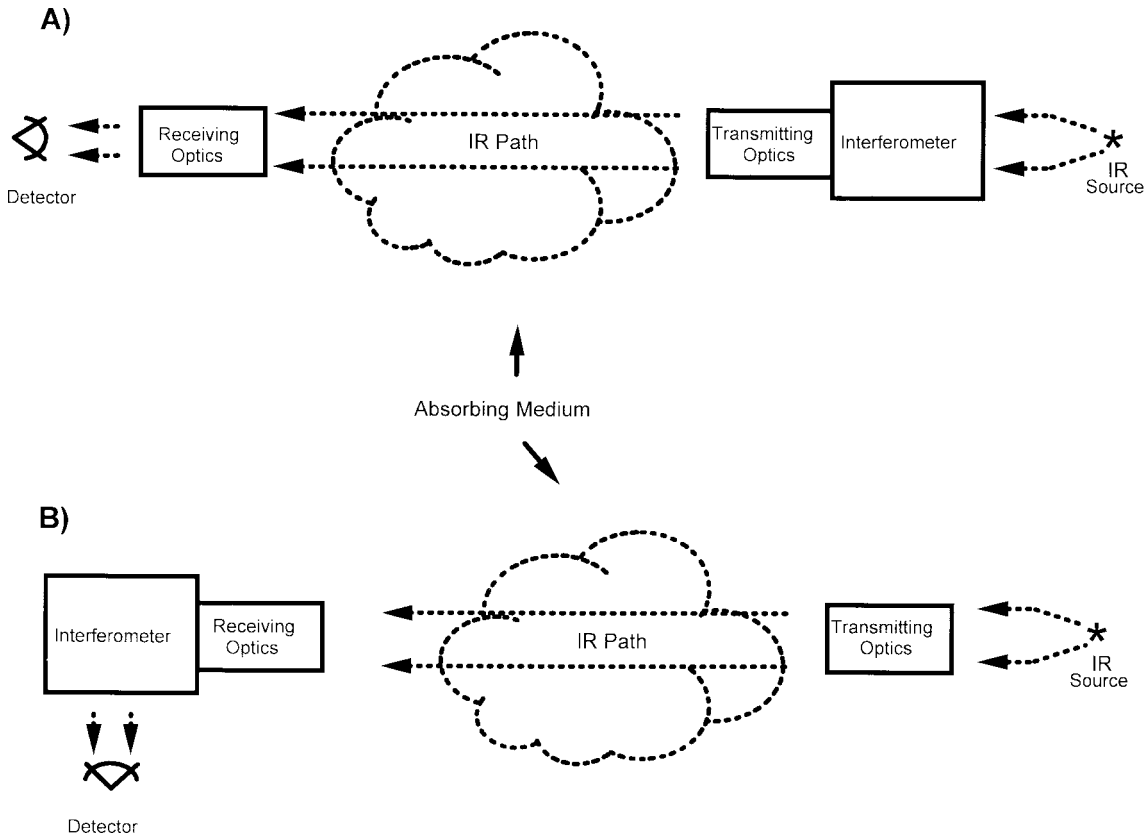 A)
Detector
Receiving
Optics
IR Path
Transmitting
Optics
Interferometer
IR
Source
Absorbing Medium
B)
Interferometer
Receiving
Optics
IR Path
Transmitting
Optics
IR
Source
Detector